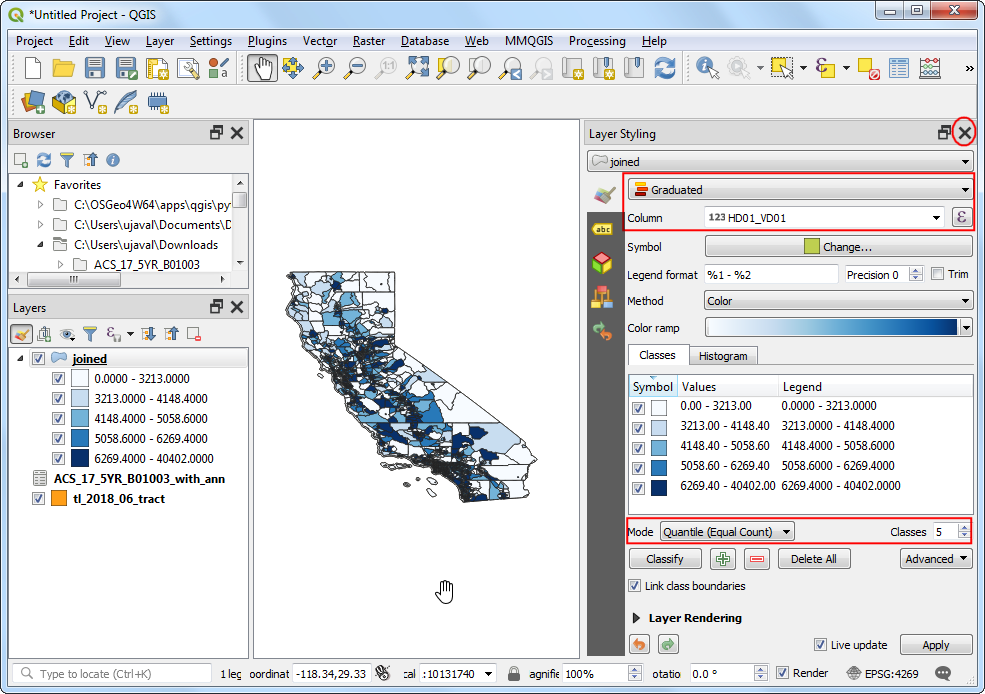 *Untitled Project - QGIS
Project Edit View Layer Settings Plugins Vector Raster Database Web MMQGIS Processing Help
1:1
a
»
Browser
Favorites
C:\OSGeo4W64\apps\qgis\py
C:\Users\ujaval\Documents\D
C:\Users\ujaval\Downloads
ACS_17_5YR_B01003
Layers
joined
0.0000 - 3213.0000
3213.0000 - 4148.4000
4148.4000 - 5058.6000
5058.6000 - 6269.4000
6269.4000 - 40402.0000
ACS_17_5YR_B01003_with_ann
tl_2018_06_tract
Layer Styling
joined
abc
Graduated
Column 123 HD01_VD01 ε
Symbol Change...
Legend format %1 - %2 Precision 0 Trim
Method Color
Color ramp
Classes Histogram
Symbol Values Legend
0.00 - 3213.00 0.0000 - 3213.0000
3213.00 - 4148.40 3213.0000 - 4148.4000
4148.40 - 5058.60 4148.4000 - 5058.6000
5058.60 - 6269.40 5058.6000 - 6269.4000
6269.40 - 40402.00 6269.4000 - 40402.0000
Mode Quantile (Equal Count) Classes 5
Classify Delete All Advanced
Link class boundaries
Layer Rendering
Live update Apply
Type to locate (Ctrl+K) 1 leg oordinat -118.34,29.33 cal :10131740 agnifie 100% otatio 0.0 ° Render EPSG:4269